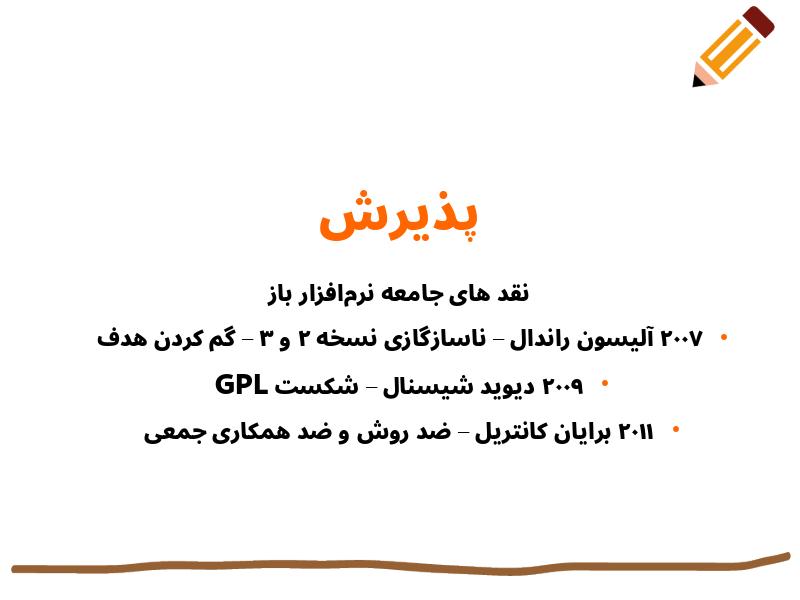 پذیرش
نقد های جامعه نرم‌افزار باز
• ۲۰۰۷ آلیسون راندال – ناسازگازی نسخه ۲ و ۳ – گم کردن هدف
• ۲۰۰۹ دیوید شیسنال – شکست GPL
• ۲۰۱۱ برایان کانتریل – ضد روش و ضد همکاری جمعی